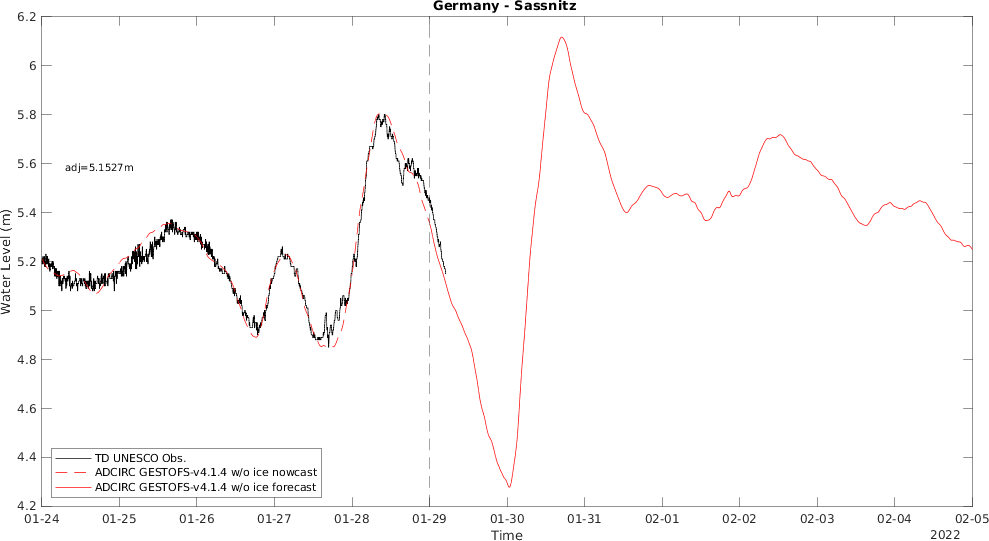 Germany - Sassnitz
6.2
6
5.8
5.6
5.4
5.2
5
4.8
4.6
4.4
4.2
Water Level (m)
adj=5.1527m
TD UNESCO Obs.
ADCIRC GESTOFS-v4.1.4 w/o ice nowcast
ADCIRC GESTOFS-v4.1.4 w/o ice forecast
01-24 01-25 01-26 01-27 01-28 01-29 01-30 01-31 02-01 02-02 02-03 02-04 02-05
Time
2022